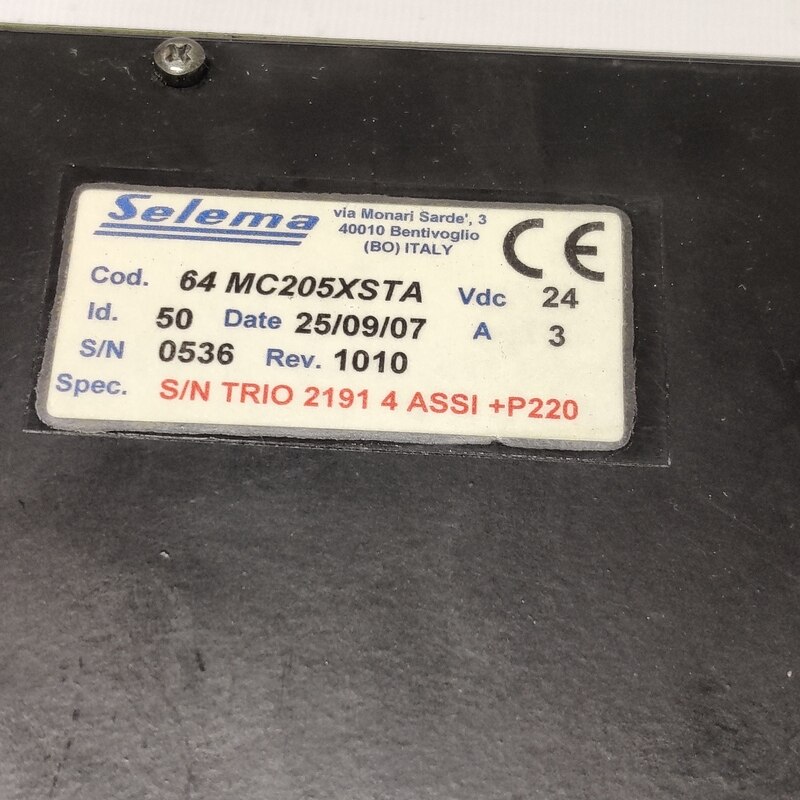 Selema
via Monari Sarde', 3
40010 Bentivoglio
(BO) ITALY
CE
Cod. 64 MC205XSTA Vdc 24
Id. 50 Date 25/09/07 A 3
S/N 0536 Rev. 1010
Spec. S/N TRIO 2191 4 ASSI +P220